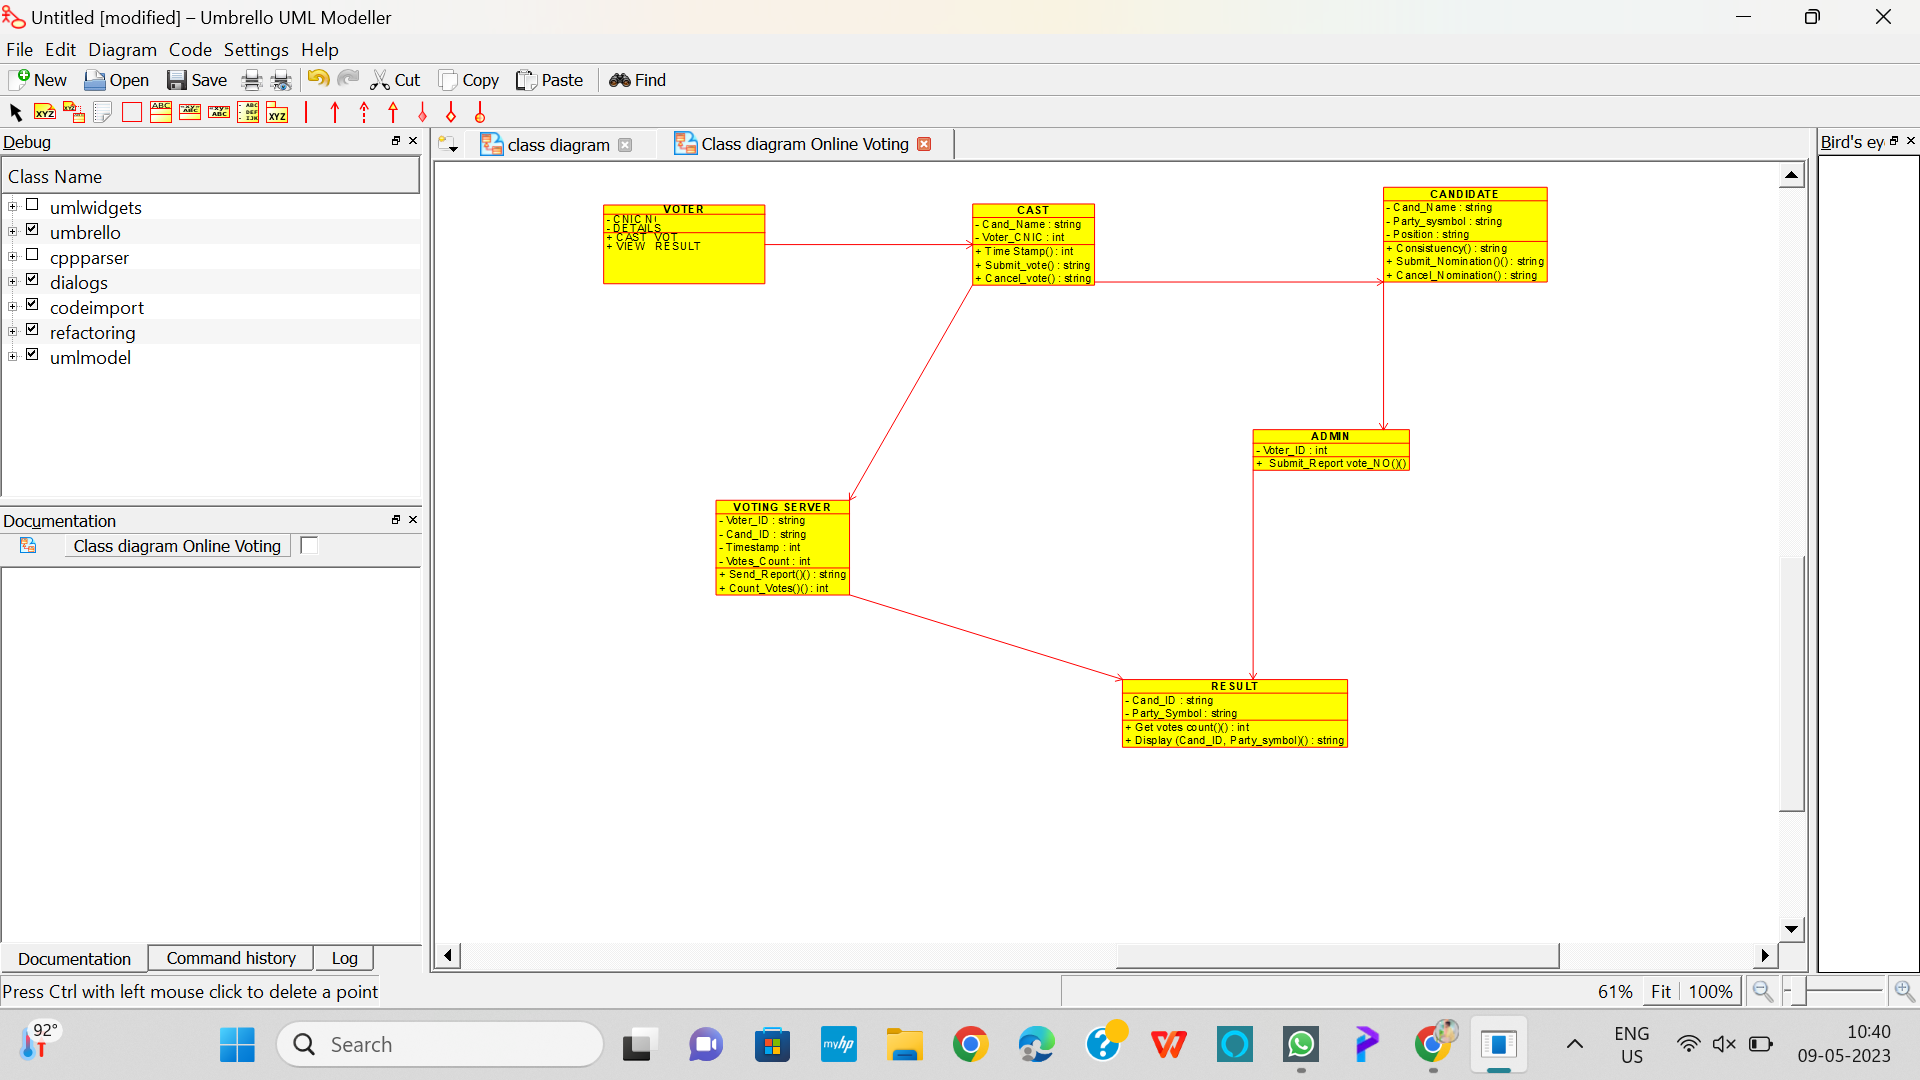 Untitled [modified] – Umbrello UML Modeller
File Edit Diagram Code Settings Help
New Open Save Cut Copy Paste Find
Debug
Class Name
umlwidgets
umbrello
cppparser
dialogs
codeimport
refactoring
umlmodel
Documentation
Class diagram Online Voting
Documentation Command history Log
Press Ctrl with left mouse click to delete a point
class diagram
Class diagram Online Voting
Bird's ey
VOTER
- CNIC N
- DETAILS
+ CAST VOT
+ VIEW RESULT
CAST
- Cand_Name : string
- Voter_CNIC : int
+ Time Stamp() : int
+ Submit_vote() : string
+ Cancel_vote() : string
CANDIDATE
- Cand_Name : string
- Party_sysmbol : string
- Position : string
+ Consistuency() : string
+ Submit_Nomination()() : string
+ Cancel_Nomination() : string
ADMIN
- Voter_ID : int
+ Submit_Report vote_NO()()
VOTING SERVER
- Voter_ID : string
- Cand_ID : string
- Timestamp : int
- Votes_Count : int
+ Send_Report()() : string
+ Count_Votes()() : int
RESULT
- Cand_ID : string
- Party_Symbol : string
+ Get votes count()() : int
+ Display (Cand_ID, Party_symbol)() : string
61% Fit 100%
92°
Search
myhp
ENG
US
10:40
09-05-2023